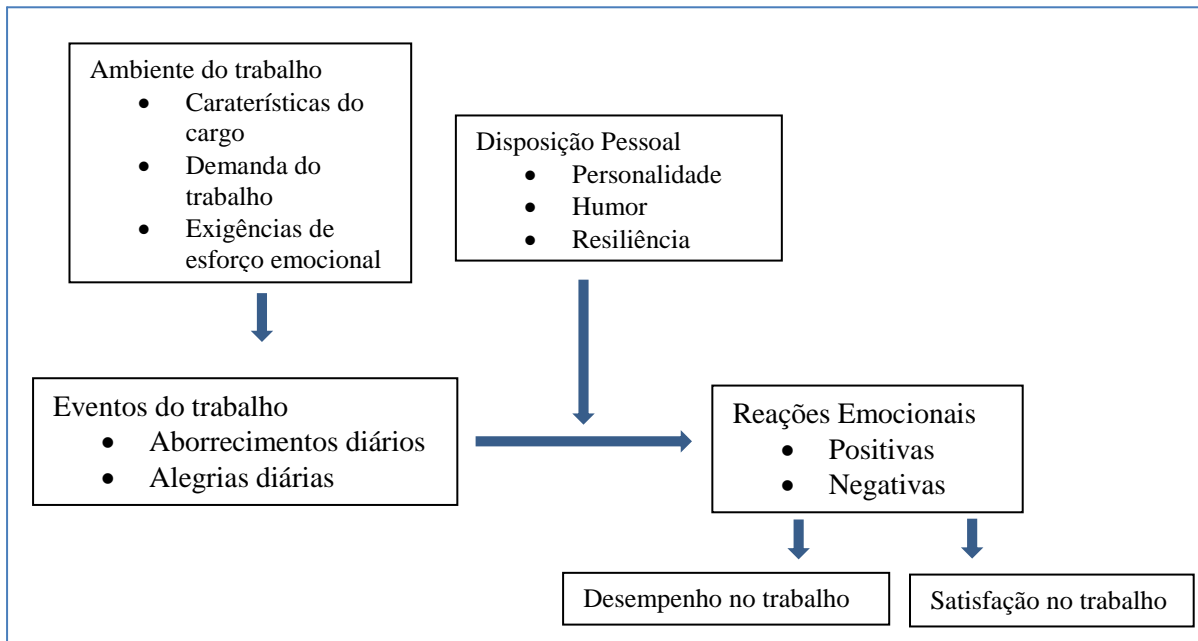 Ambiente do trabalho
• Caraterísticas do
cargo
• Demanda do
trabalho
• Exigências de
esforço emocional
Disposição Pessoal
• Personalidade
• Humor
• Resiliência
Eventos do trabalho
• Aborrecimentos diários
• Alegrias diárias
Reações Emocionais
• Positivas
• Negativas
Desempenho no trabalho
Satisfação no trabalho